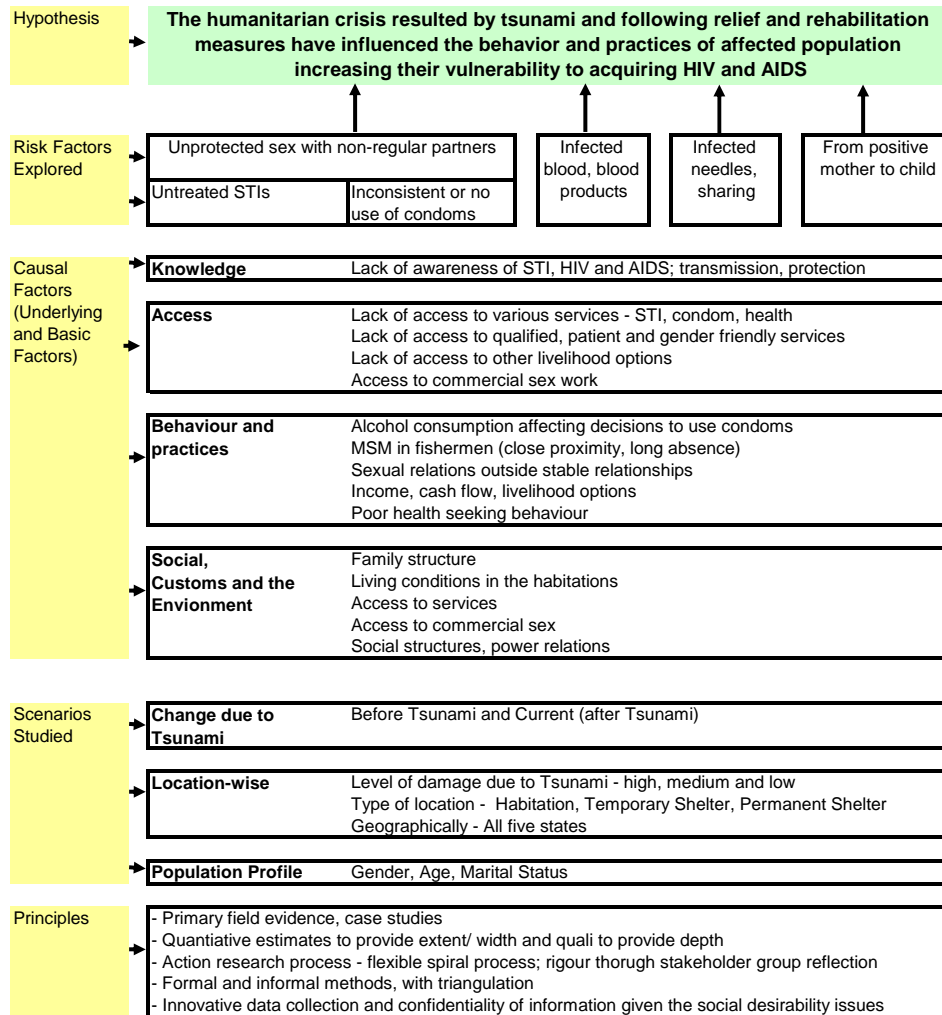 Hypothesis
The humanitarian crisis resulted by tsunami and following relief and rehabilitation
measures have influenced the behavior and practices of affected population
increasing their vulnerability to acquiring HIV and AIDS
Risk Factors
Explored
Unprotected sex with non-regular partners
Untreated STIs
Inconsistent or no
use of condoms
Infected
blood, blood
products
Infected
needles,
sharing
From positive
mother to child
Causal
Factors
(Underlying
and Basic
Factors)
Knowledge
Lack of awareness of STI, HIV and AIDS; transmission, protection
Access
Lack of access to various services - STI, condom, health
Lack of access to qualified, patient and gender friendly services
Lack of access to other livelihood options
Access to commercial sex work
Behaviour and
practices
Alcohol consumption affecting decisions to use condoms
MSM in fishermen (close proximity, long absence)
Sexual relations outside stable relationships
Income, cash flow, livelihood options
Poor health seeking behaviour
Social,
Customs and the
Envionment
Family structure
Living conditions in the habitations
Access to services
Access to commercial sex
Social structures, power relations
Scenarios
Studied
Change due to
Tsunami
Before Tsunami and Current (after Tsunami)
Location-wise
Level of damage due to Tsunami - high, medium and low
Type of location - Habitation, Temporary Shelter, Permanent Shelter
Geographically - All five states
Population Profile
Gender, Age, Marital Status
Principles
- Primary field evidence, case studies
- Quantiative estimates to provide extent/ width and quali to provide depth
- Action research process - flexible spiral process; rigour thorugh stakeholder group reflection
- Formal and informal methods, with triangulation
- Innovative data collection and confidentiality of information given the social desirability issues